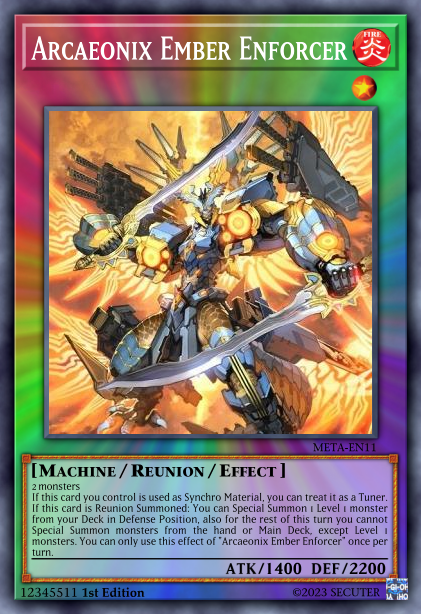 Arcaeonix Ember Enforcer
FIRE
炎
META-EN11
[Machine / Reunion / Effect]
2 monsters
If this card you control is used as Synchro Material, you can treat it as a Tuner.
If this card is Reunion Summoned: You can Special Summon 1 Level 1 monster
from your Deck in Defense Position, also for the rest of this turn you cannot
Special Summon monsters from the hand or Main Deck, except Level 1
monsters. You can only use this effect of "Arcaeonix Ember Enforcer" once per
turn.
ATK/1400 DEF/2200
12345511 1st Edition
©2023 SECUTER